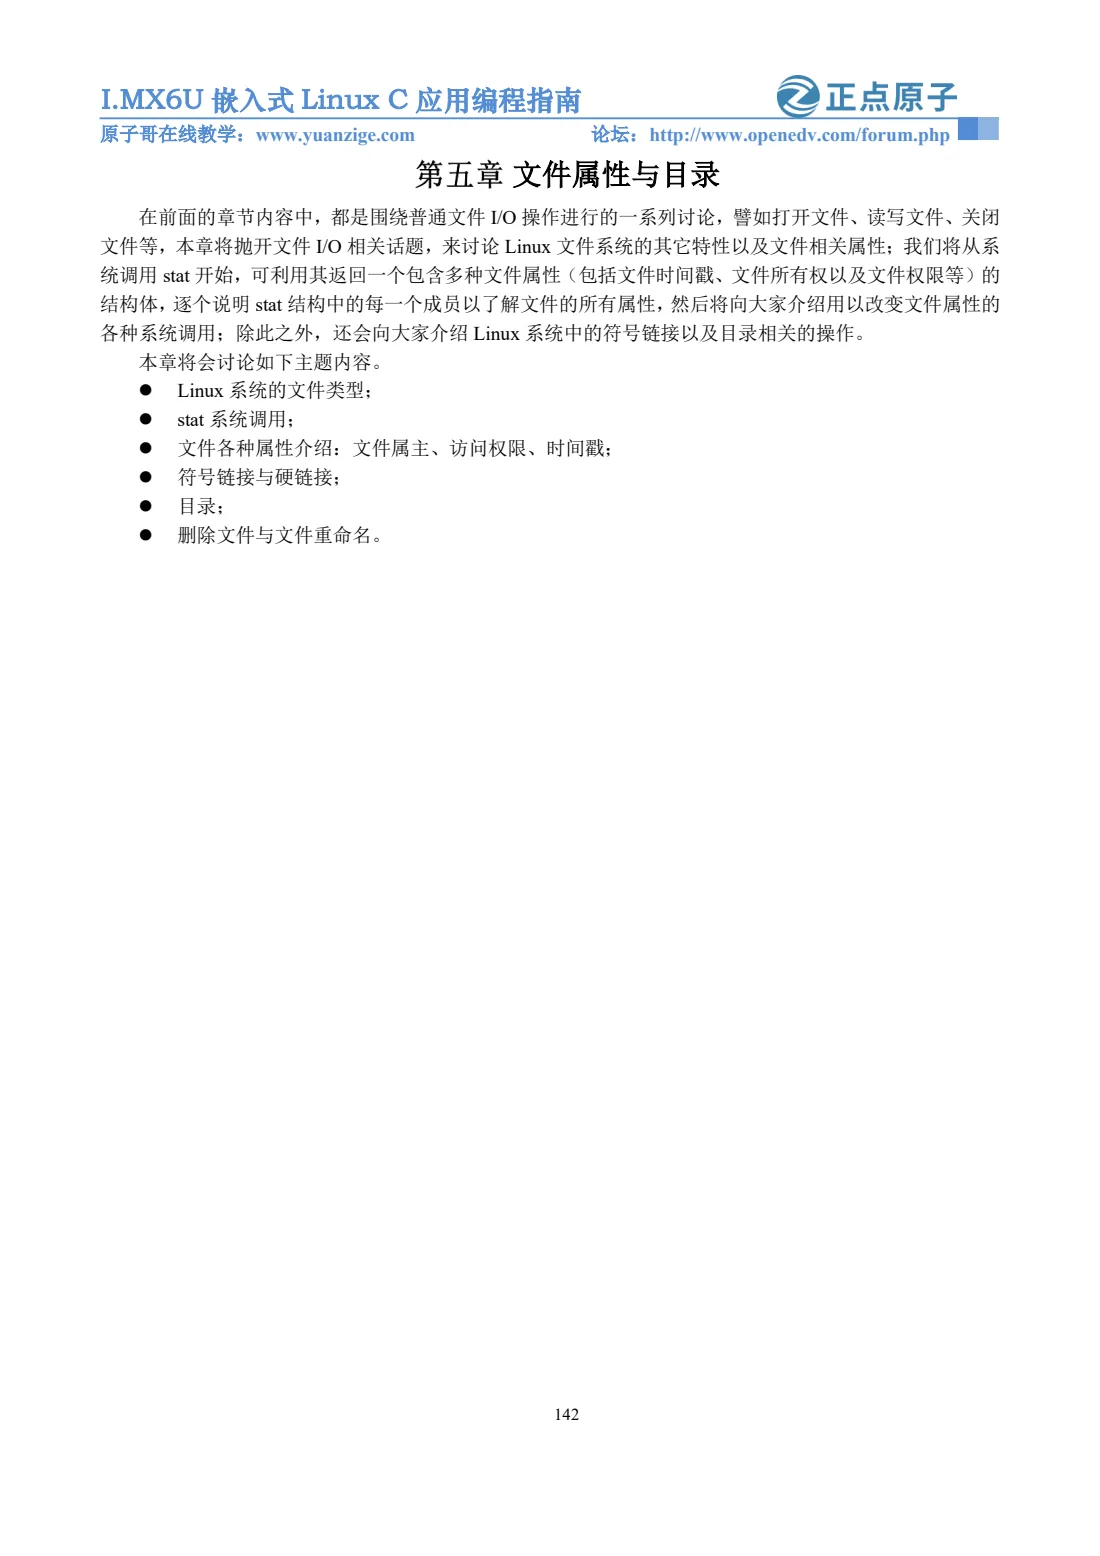 I.MX6U 嵌入式 Linux C 应用编程指南
正点原子
原子哥在线教学：www.yuanzige.com 论坛：http://www.openedv.com/forum.php
第五章 文件属性与目录
在前面的章节内容中，都是围绕普通文件 I/O 操作进行的一系列讨论，譬如打开文件、读写文件、关闭
文件等，本章将抛开文件 I/O 相关话题，来讨论 Linux 文件系统的其它特性以及文件相关属性；我们将从系
统调用 stat 开始，可利用其返回一个包含多种文件属性（包括文件时间戳、文件所有权以及文件权限等）的
结构体，逐个说明 stat 结构中的每一个成员以了解文件的所有属性，然后将向大家介绍用以改变文件属性的
各种系统调用；除此之外，还会向大家介绍 Linux 系统中的符号链接以及目录相关的操作。
本章将会讨论如下主题内容。
● Linux 系统的文件类型；
● stat 系统调用；
● 文件各种属性介绍：文件属主、访问权限、时间戳；
● 符号链接与硬链接；
● 目录；
● 删除文件与文件重命名。
142